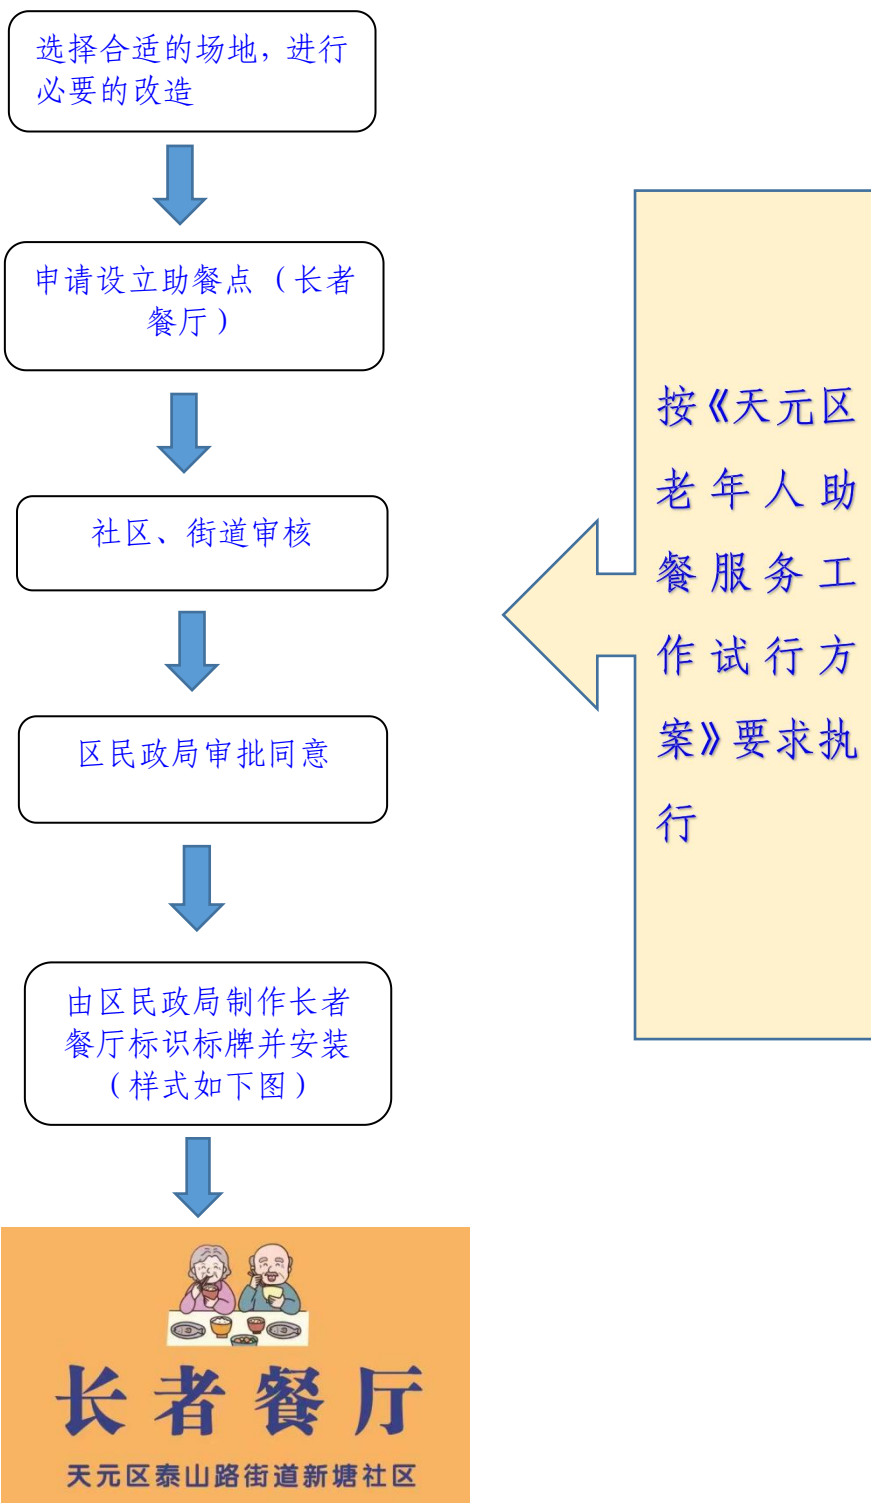 选择合适的场地，进行
必要的改造
申请设立助餐点（长者
餐厅）
社区、街道审核
区民政局审批同意
由区民政局制作长者
餐厅标识标牌并安装
（样式如下图）
长者餐厅
天元区泰山路街道新塘社区
按《天元区
老年人助
餐服务工
作试行方
案》要求执
行